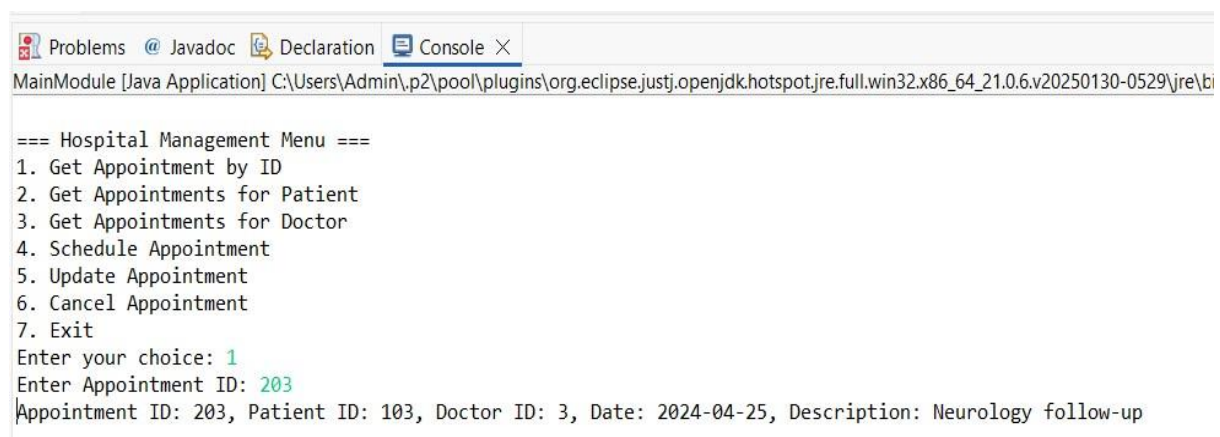 Problems @ Javadoc Declaration Console
MainModule [Java Application] C:\Users\Admin\.p2\pool\plugins\org.eclipse.justj.openjdk.hotspot.jre.full.win32.x86_64_21.0.6.v20250130-0529\jre\bi
=== Hospital Management Menu ===
1. Get Appointment by ID
2. Get Appointments for Patient
3. Get Appointments for Doctor
4. Schedule Appointment
5. Update Appointment
6. Cancel Appointment
7. Exit
Enter your choice: 1
Enter Appointment ID: 203
Appointment ID: 203, Patient ID: 103, Doctor ID: 3, Date: 2024-04-25, Description: Neurology follow-up